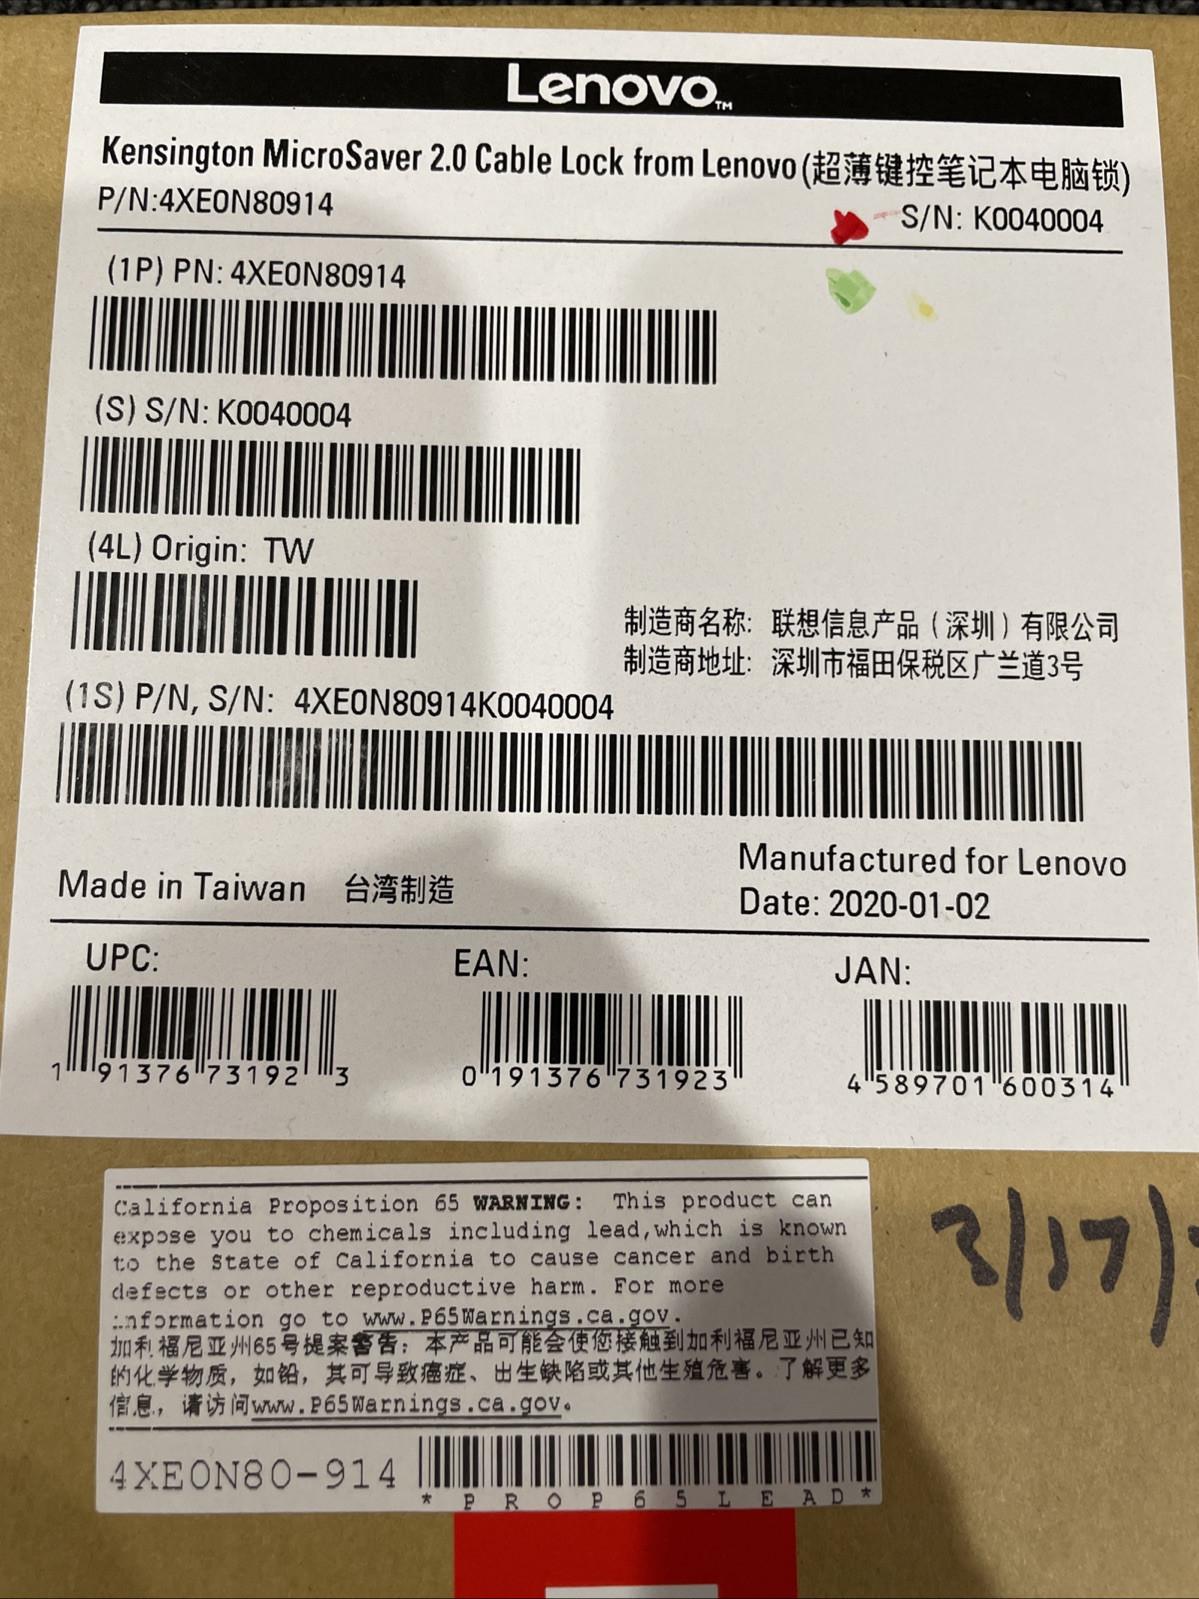 Lenovo™
Kensington MicroSaver 2.0 Cable Lock from Lenovo(超薄键控笔记本电脑锁)
P/N:4XE0N80914
S/N: K0040004
(1P) PN: 4XE0N80914
(S) S/N: K0040004
(4L) Origin: TW
制造商名称: 联想信息产品（深圳）有限公司
制造商地址: 深圳市福田保税区广兰道3号
(1S) P/N, S/N: 4XE0N80914K0040004
Made in Taiwan 台湾制造
Manufactured for Lenovo
Date: 2020-01-02
UPC:
1 91376 73192 3
EAN:
0 191376 731923
JAN:
4 589701 600314
California Proposition 65 WARNING: This product can
expose you to chemicals including lead,which is known
to the State of California to cause cancer and birth
defects or other reproductive harm. For more
information go to www.P65Warnings.ca.gov.
加利福尼亚州65号提案警告: 本产品可能会使您接触到加利福尼亚州已知
的化学物质，如铅，其可导致癌症、出生缺陷或其他生殖危害。了解更多
信息，请访问www.P65Warnings.ca.gov。
4XE0N80-914
* P R O P 6 5 L E A D *
3/17/